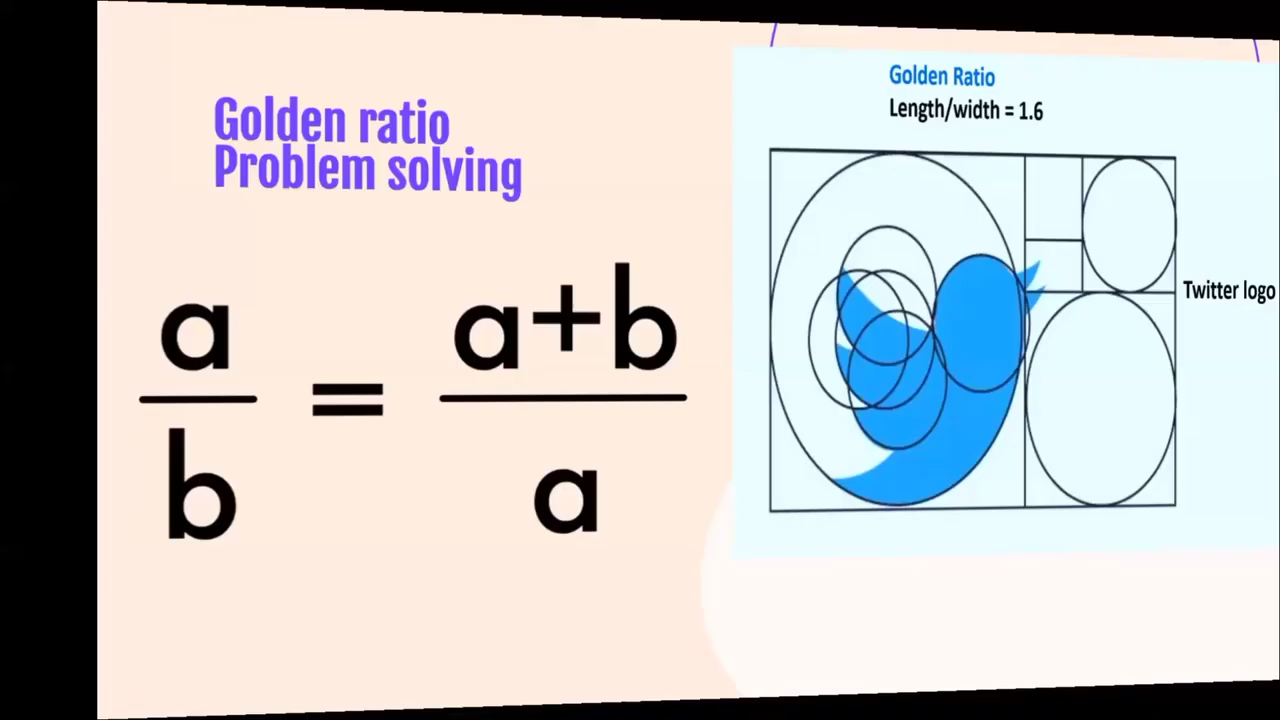 Golden ratio
Problem solving
a/b = a+b/a
Golden Ratio
Length/width = 1.6
Twitter logo